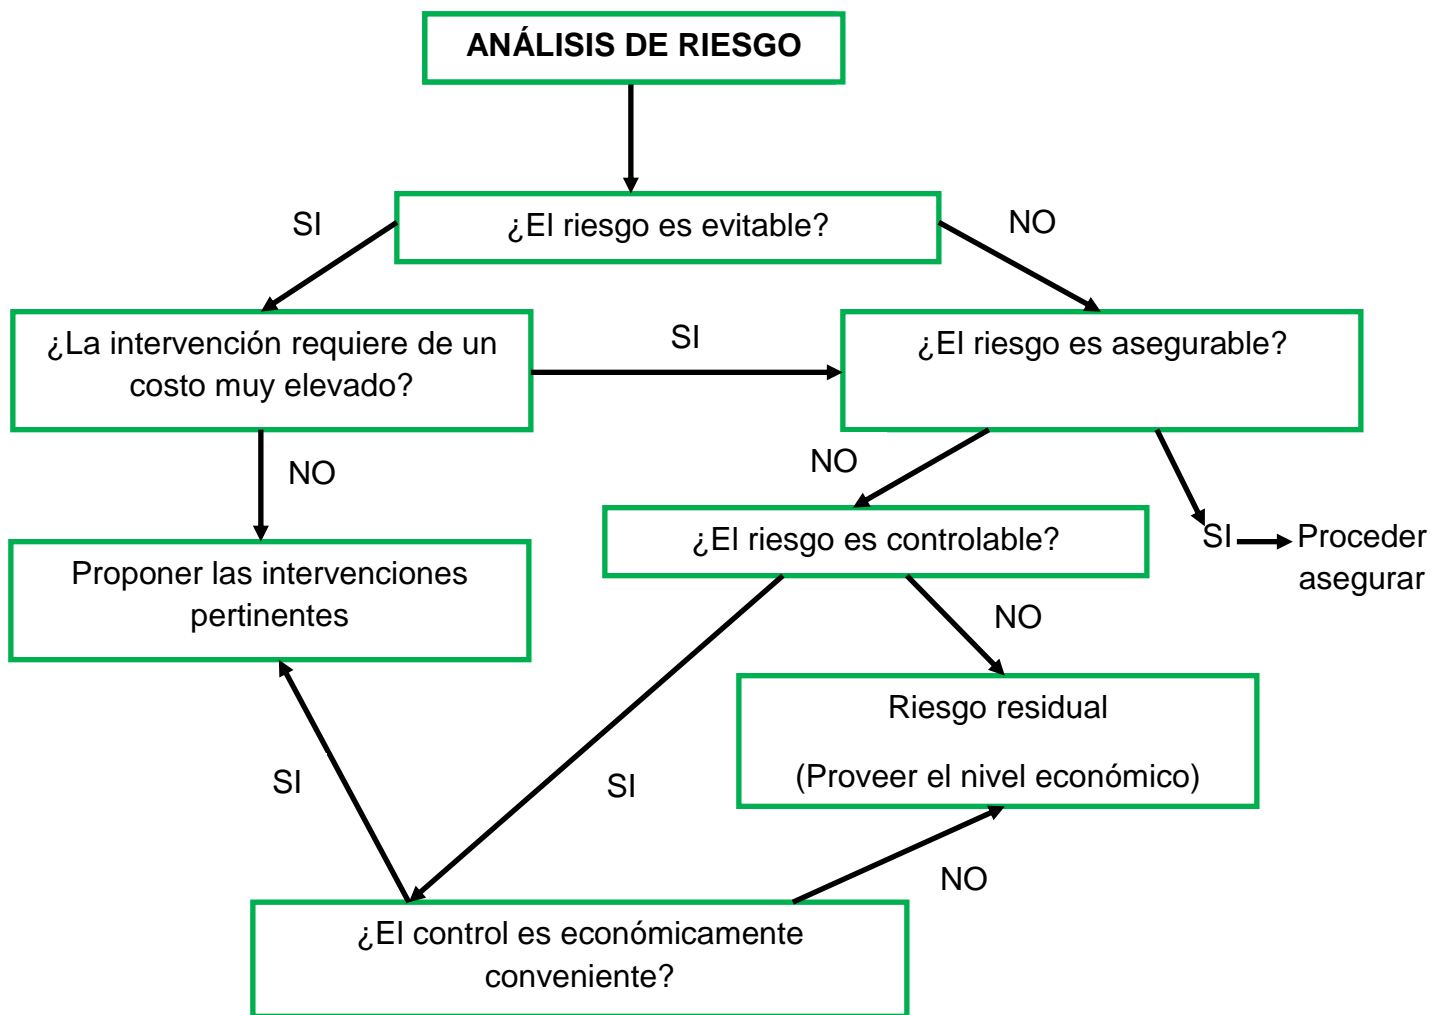 ANÁLISIS DE RIESGO
¿El riesgo es evitable?
SI
NO
¿La intervención requiere de un
costo muy elevado?
SI
¿El riesgo es asegurable?
NO
NO
¿El riesgo es controlable?
SI
Proceder
asegurar
Proponer las intervenciones
pertinentes
NO
Riesgo residual
(Proveer el nivel económico)
SI
SI
NO
¿El control es económicamente
conveniente?